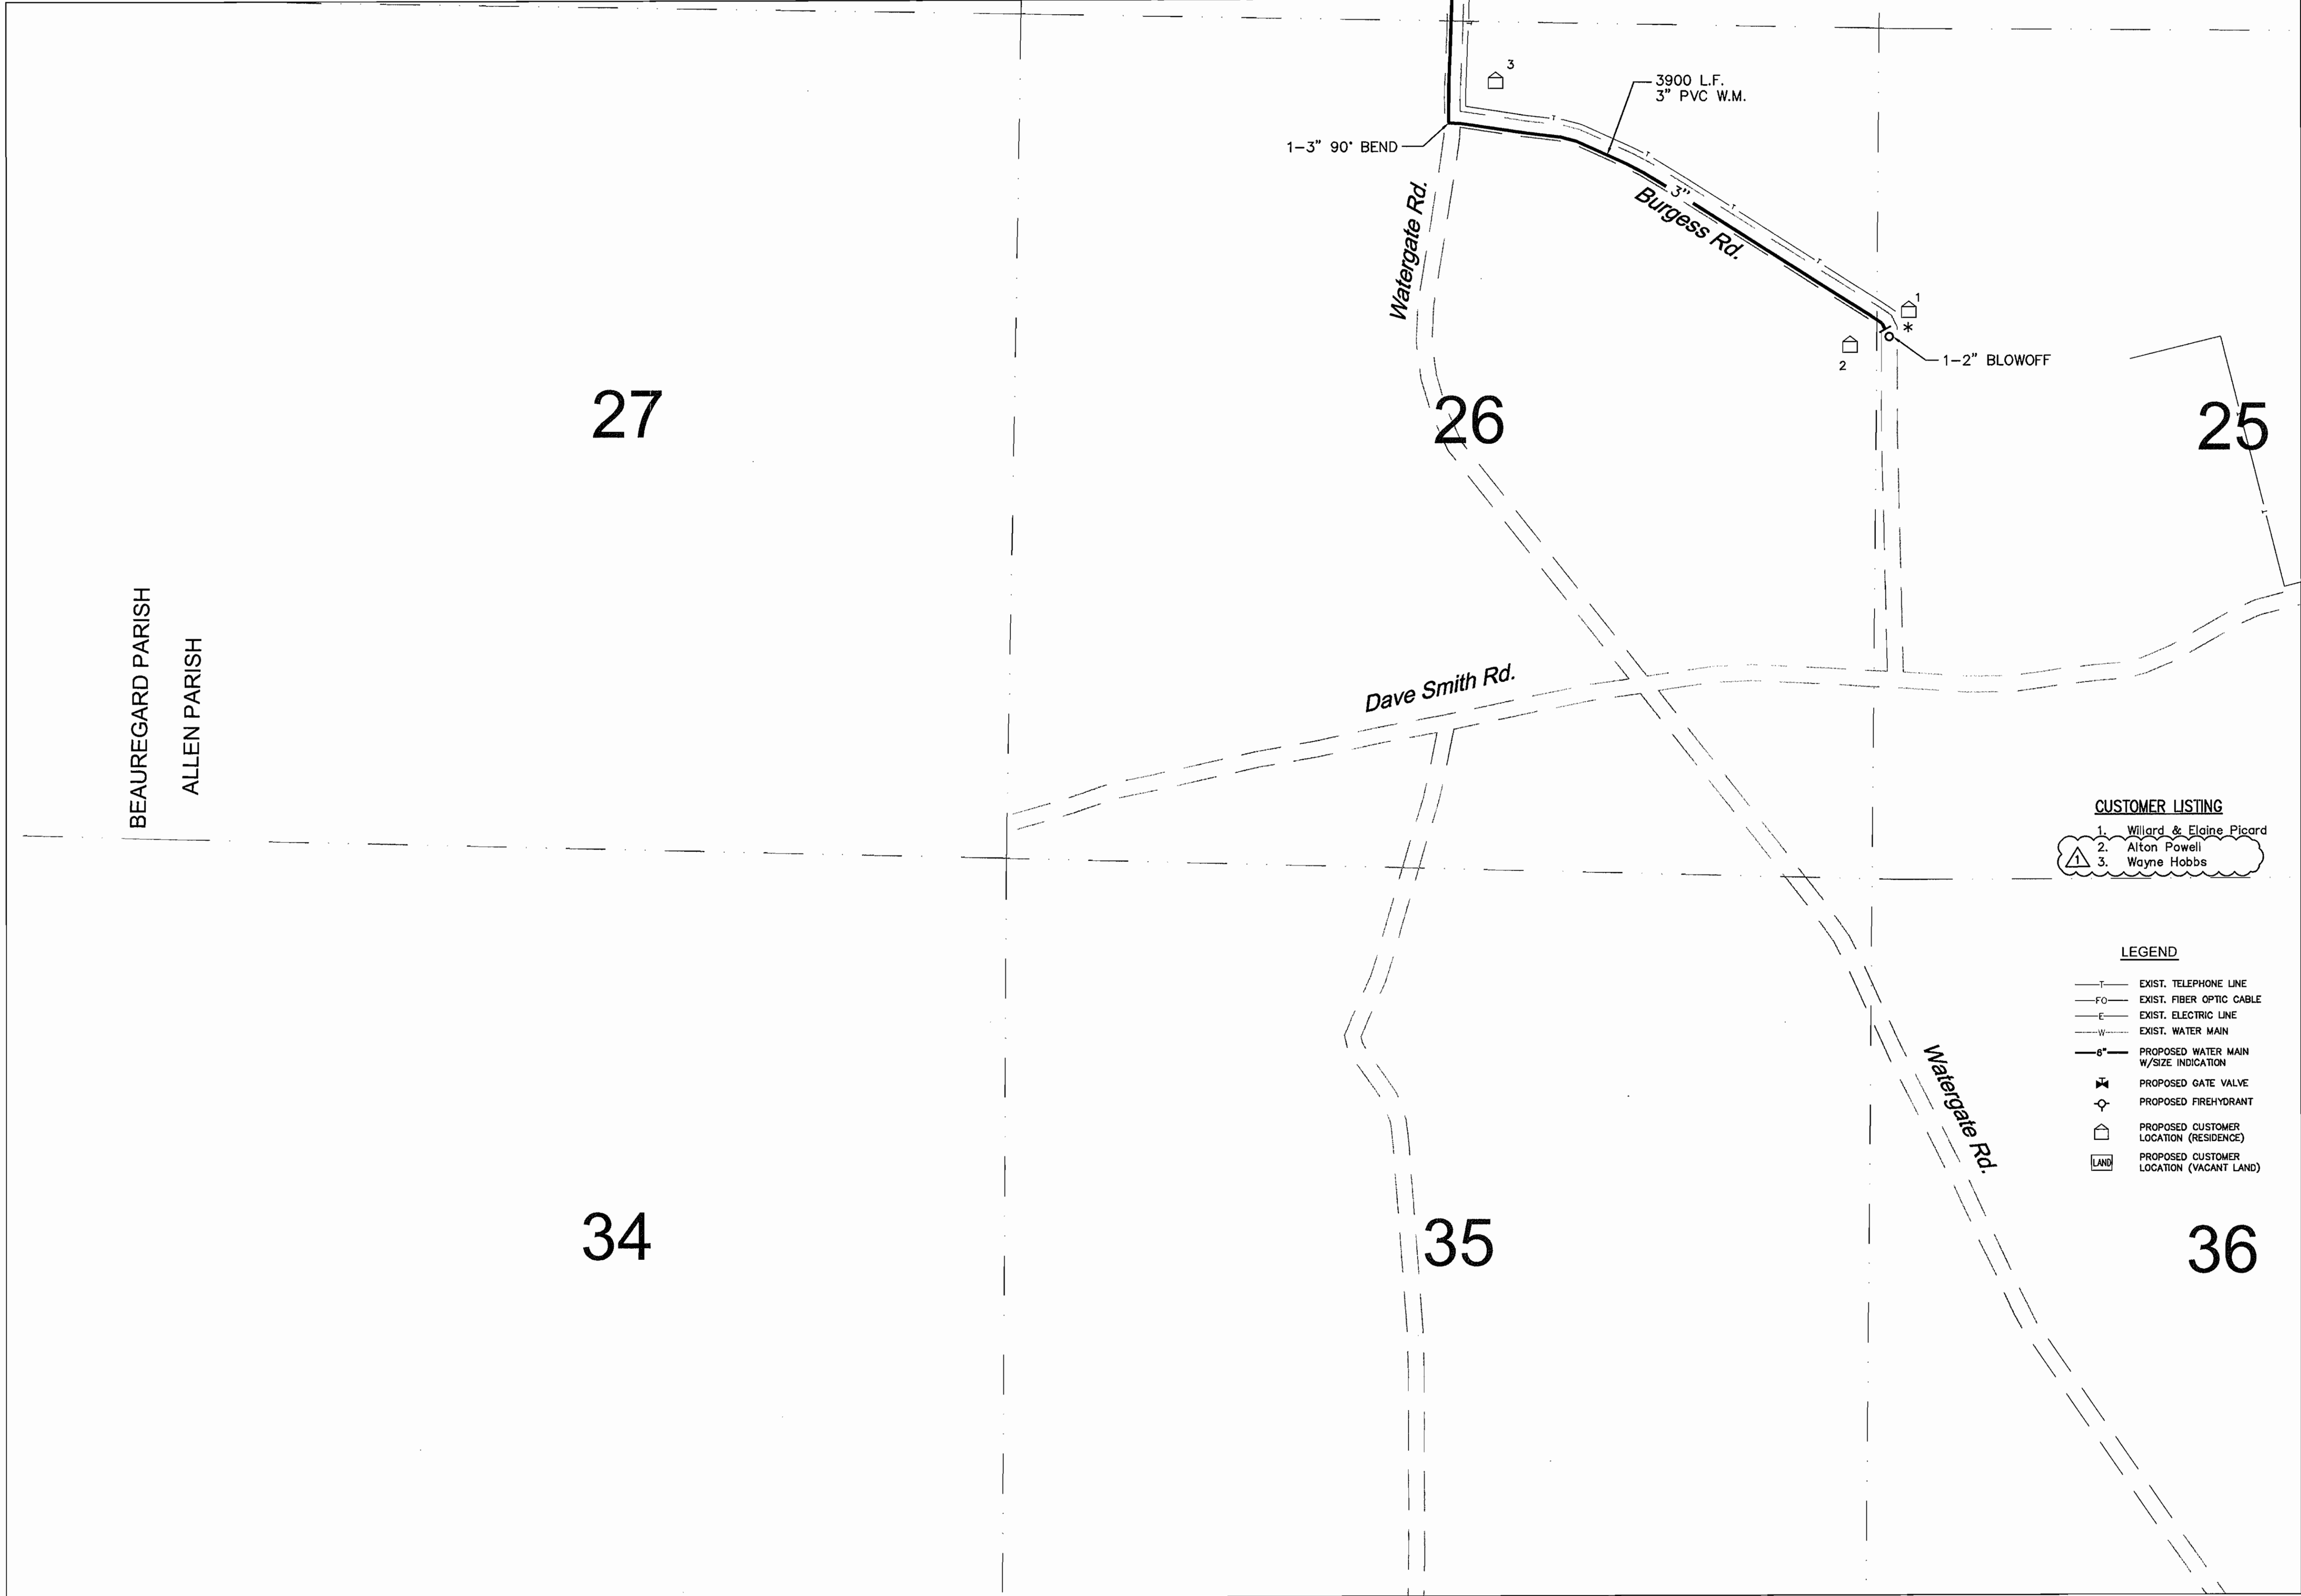 3
3900 L.F.
3" PVC W.M.
1-3" 90° BEND
3"
Burgess Rd.
Watergate Rd.
1
*
2
1-2" BLOWOFF
27
26
25
BEAUREGARD PARISH
ALLEN PARISH
Dave Smith Rd.
CUSTOMER LISTING
1. Willard & Elaine Picard
2. Alton Powell
1 3. Wayne Hobbs
LEGEND
T EXIST. TELEPHONE LINE
FO EXIST. FIBER OPTIC CABLE
E EXIST. ELECTRIC LINE
W EXIST. WATER MAIN
8" PROPOSED WATER MAIN
W/SIZE INDICATION
PROPOSED GATE VALVE
PROPOSED FIREHYDRANT
PROPOSED CUSTOMER
LOCATION (RESIDENCE)
LAND PROPOSED CUSTOMER
LOCATION (VACANT LAND)
Watergate Rd.
34
35
36
T
T
T
T
T
T